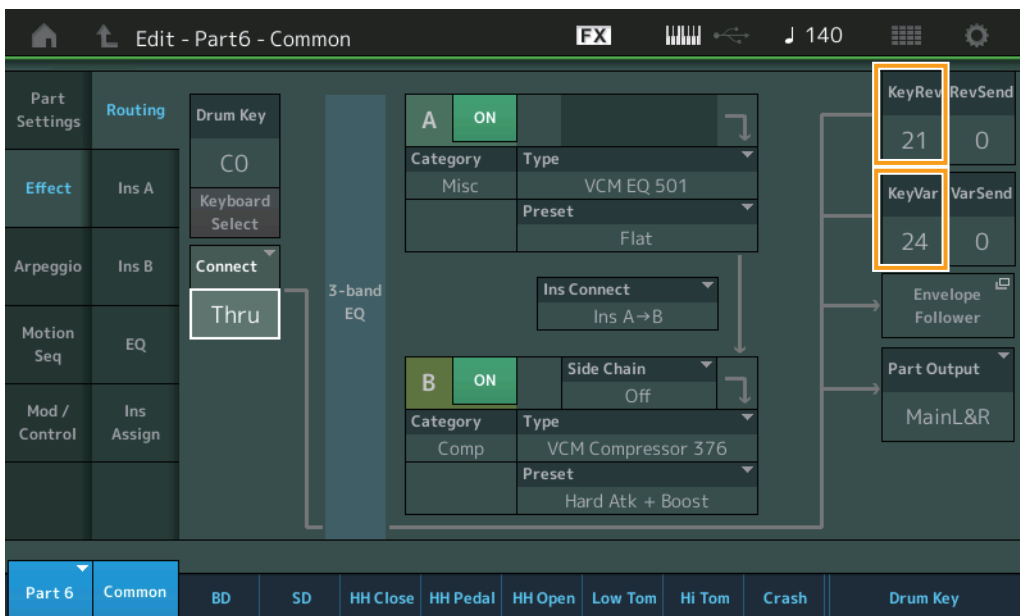 Edit - Part6 - Common
FX
♩ 140
Part
Settings
Effect
Arpeggio
Motion
Seq
Mod /
Control
Routing
Ins A
Ins B
EQ
Ins
Assign
Drum Key
C0
Keyboard
Select
Connect
Thru
3-band
EQ
A
ON
Category
Type
Misc
VCM EQ 501
Preset
Flat
Ins Connect
Ins A→B
B
ON
Side Chain
Off
Category
Type
Comp
VCM Compressor 376
Preset
Hard Atk + Boost
KeyRev
RevSend
21
0
KeyVar
VarSend
24
0
Envelope
Follower
Part Output
MainL&R
Part 6
Common
BD
SD
HH Close
HH Pedal
HH Open
Low Tom
Hi Tom
Crash
Drum Key